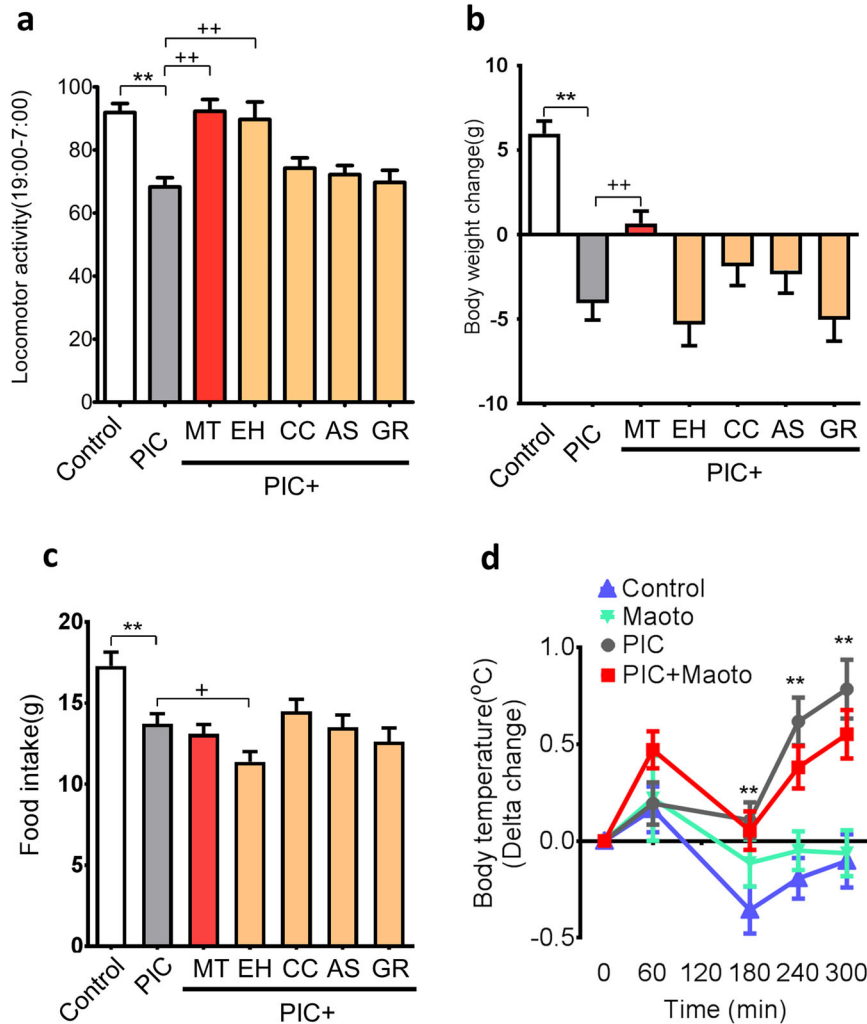 a
++
++
**
Locomotor activity(19:00-7:00)
100
80
60
40
20
0
Control
PIC
MT EH CC AS GR
PIC+
b
**
++
Body weight change(g)
10
5
0
-5
-10
Control
PIC
MT EH CC AS GR
PIC+
c
**
+
Food intake(g)
20
15
10
5
0
Control
PIC
MT EH CC AS GR
PIC+
d
Control
Maoto
PIC
PIC+Maoto
**
**
**
Body temperature(°C)
(Delta change)
1.0
0.5
0.0
-0.5
0 60 120 180 240 300
Time (min)